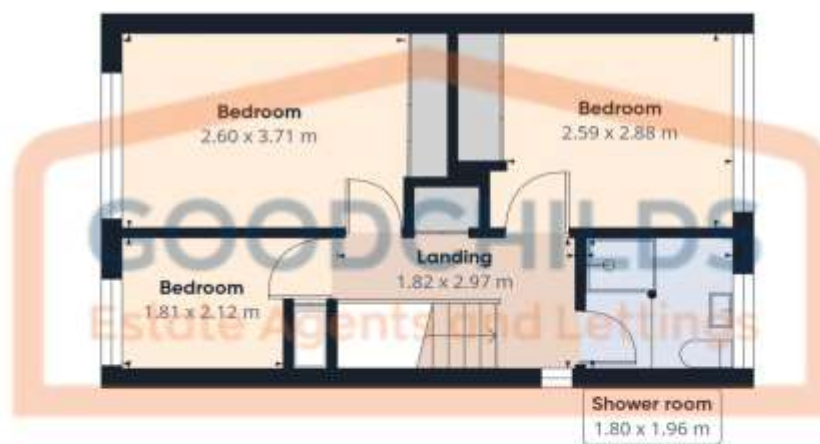 Bedroom
2.60 x 3.71 m
Bedroom
2.59 x 2.88 m
GOODCHILDS
Landing
1.82 x 2.97 m
Bedroom
1.81 x 2.12 m
Estate Agents and Lettings
Shower room
1.80 x 1.96 m